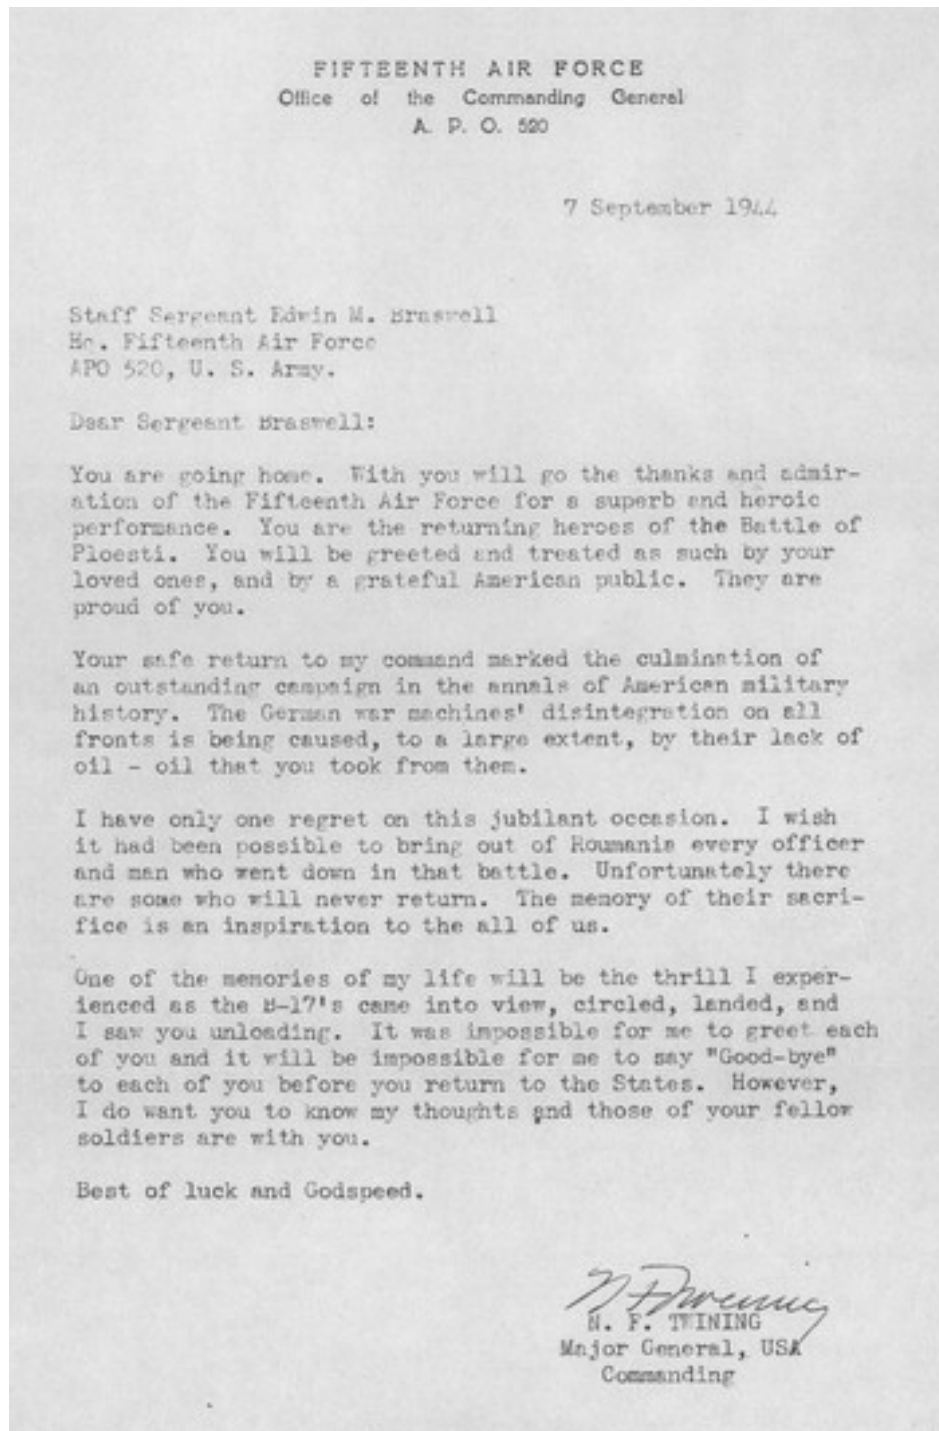 FIFTEENTH AIR FORCE
Office of the Commanding General
A. P. O. 520
7 September 1944
Staff Sergeant Edwin M. Braswell
Hq. Fifteenth Air Force
APO 520, U. S. Army.
Dear Sergeant Braswell:
You are going home. With you will go the thanks and admir-
ation of the Fifteenth Air Force for a superb and heroic
performance. You are the returning heroes of the Battle of
Ploesti. You will be greeted and treated as such by your
loved ones, and by a grateful American public. They are
proud of you.
Your safe return to my command marked the culmination of
an outstanding campaign in the annals of American military
history. The German war machines' disintegration on all
fronts is being caused, to a large extent, by their lack of
oil - oil that you took from them.
I have only one regret on this jubilant occasion. I wish
it had been possible to bring out of Roumania every officer
and man who went down in that battle. Unfortunately there
are some who will never return. The memory of their sacri-
fice is an inspiration to the all of us.
One of the memories of my life will be the thrill I exper-
ienced as the B-17's came into view, circled, landed, and
I saw you unloading. It was impossible for me to greet each
of you and it will be impossible for me to say "Good-bye"
to each of you before you return to the States. However,
I do want you to know my thoughts and those of your fellow
soldiers are with you.
Best of luck and Godspeed.
N F Twining
N. F. TWINING
Major General, USA
Commanding